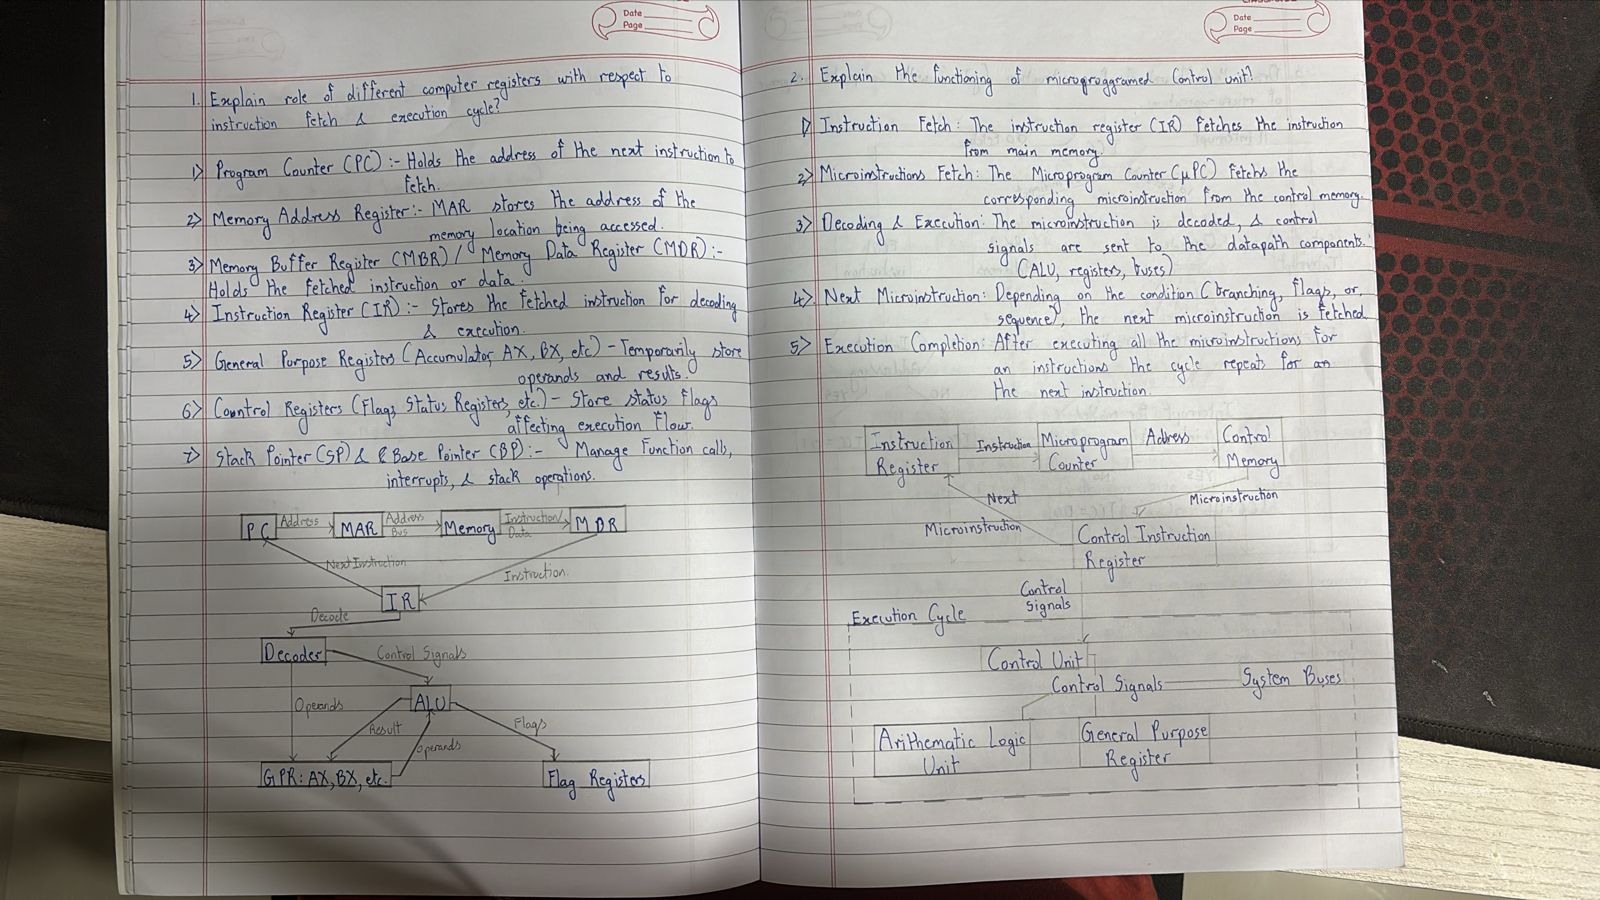 Date
Page
1. Explain role of different computer registers with respect to
instruction fetch & execution cycle?
1> Program Counter (PC) :- Holds the address of the next instruction to
fetch.
2> Memory Address Register:- MAR stores the address of the
memory location being accessed.
3> Memory Buffer Register (MBR) / Memory Data Register (MDR) :-
Holds the fetched instruction or data.
4> Instruction Register (IR) :- Stores the fetched instruction for decoding
& execution.
5> General Purpose Registers (Accumulator, AX, BX, etc) - Temporarily store
operands and results.
6> Control Registers (Flags, Status Registers, etc.) - Store status flags
affecting execution flow.
7> Stack Pointer (SP) & Base Pointer (BP) :- Manage function calls,
interrupts, & stack operations.
PC Address MAR Address Bus Memory Instruction/ Data MDR
Next Instruction Instruction.
IR
Decode
Decoder Control Signals
Operands ALU
Result Flags
Operands
GPR: AX, BX, etc. Flag Registers
Date
Page
2. Explain the functioning of microproggramed Control unit?
1> Instruction Fetch: The instruction register (IR) fetches the instruction
from main memory.
2> Microinstructions Fetch: The Microprogram Counter (μPC) fetchs the
corresponding microinstruction from the control memory.
3> Decoding & Execution: The microinstruction is decoded, & control
signals are sent to the datapath components.
(ALU, registers, buses)
4> Next Microinstruction: Depending on the condition (branching, flags, or
sequence), the next microinstruction is fetched
5> Execution Completion: After executing all the microinstructions for
an instructions the cycle repeats for an
the next instruction.
Instruction Instruction Microprogram Address Control
Register Counter Memory
Next Microinstruction
Microinstruction Control Instruction
Register
Control
Signals
Execution Cycle
Control Unit
Control Signals System Buses
Arithematic Logic General Purpose
Unit Register